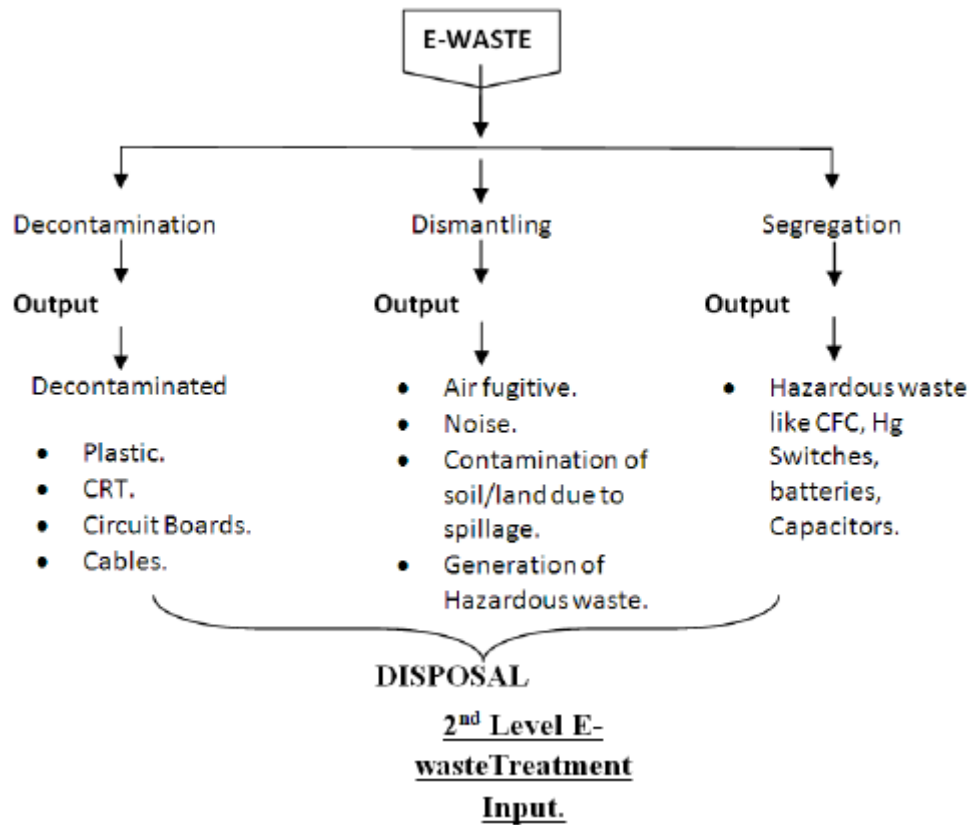 E-WASTE
Decontamination
Dismantling
Segregation
Output
Output
Output
Decontaminated
• Plastic.
• CRT.
• Circuit Boards.
• Cables.
• Air fugitive.
• Noise.
• Contamination of
soil/land due to
spillage.
• Generation of
Hazardous waste.
• Hazardous waste
like CFC, Hg
Switches,
batteries,
Capacitors.
DISPOSAL
2nd Level E-
wasteTreatment
Input.